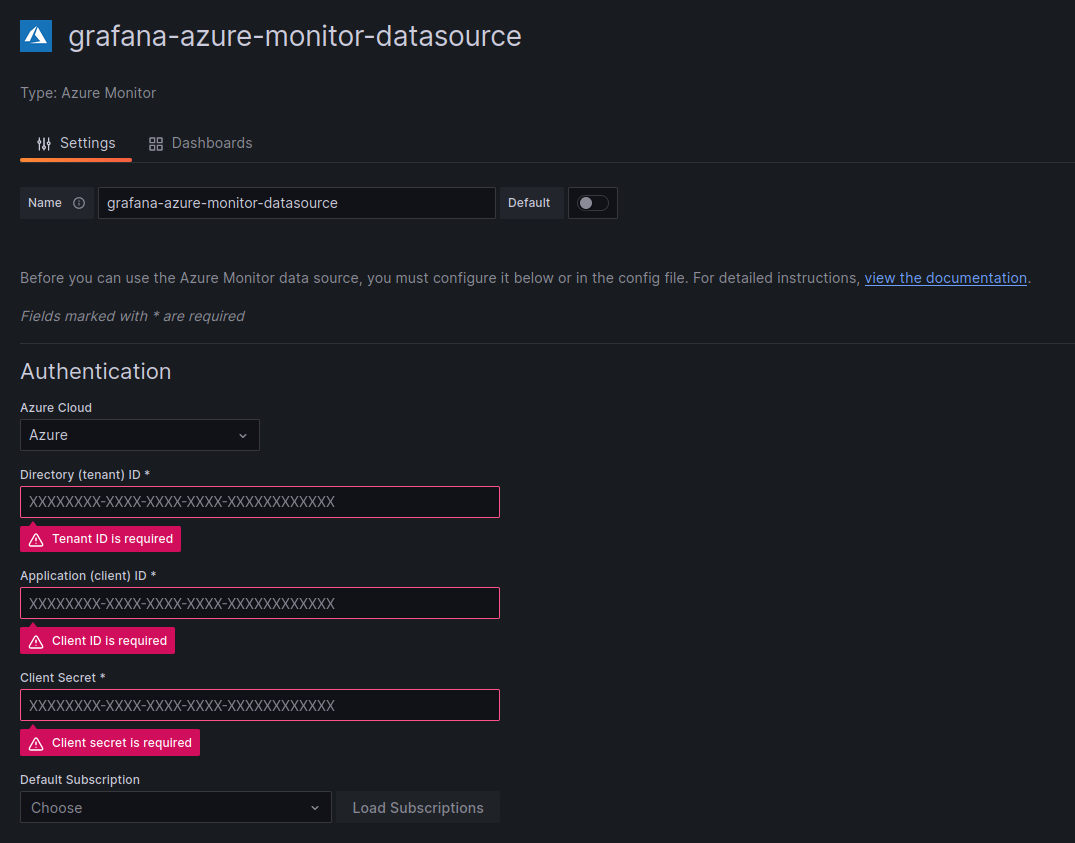 grafana-azure-monitor-datasource
Type: Azure Monitor
Settings Dashboards
Name grafana-azure-monitor-datasource Default
Before you can use the Azure Monitor data source, you must configure it below or in the config file. For detailed instructions, view the documentation.
Fields marked with * are required
Authentication
Azure Cloud
Azure
Directory (tenant) ID *
XXXXXXXX-XXXX-XXXX-XXXX-XXXXXXXXXXXX
Tenant ID is required
Application (client) ID *
XXXXXXXX-XXXX-XXXX-XXXX-XXXXXXXXXXXX
Client ID is required
Client Secret *
XXXXXXXX-XXXX-XXXX-XXXX-XXXXXXXXXXXX
Client secret is required
Default Subscription
Choose Load Subscriptions